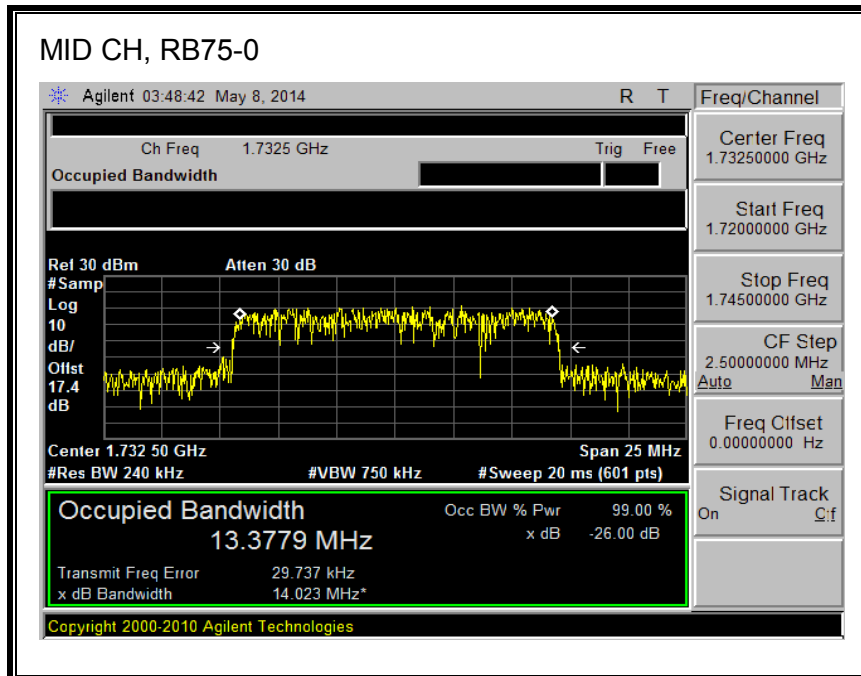 MID CH, RB75-0
Agilent 03:48:42 May 8, 2014 R T
Freq/Channel
Ch Freq 1.7325 GHz Trig Free
Occupied Bandwidth
Center Freq
1.73250000 GHz
Start Freq
1.72000000 GHz
Stop Freq
1.74500000 GHz
CF Step
2.50000000 MHz
Auto Man
Freq Offset
0.00000000 Hz
Signal Track
On Off
Ref 30 dBm Atten 30 dB
#Samp
Log
10
dB/
Offst
17.4
dB
Center 1.732 50 GHz Span 25 MHz
#Res BW 240 kHz #VBW 750 kHz #Sweep 20 ms (601 pts)
Occupied Bandwidth Occ BW % Pwr 99.00 %
13.3779 MHz x dB -26.00 dB
Transmit Freq Error 29.737 kHz
x dB Bandwidth 14.023 MHz*
Copyright 2000-2010 Agilent Technologies